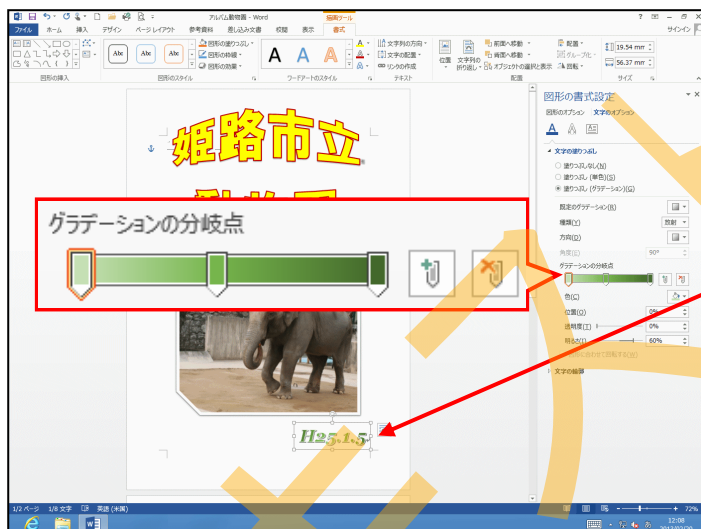 アルバム動物園 - Word
描画ツール
サインイン
ファイル ホーム 挿入 デザイン ページ レイアウト 参考資料 差し込み文書 校閲 表示 書式
Abc Abc Abc
図形の塗りつぶし
図形の枠線
図形の効果
A A A
文字列の方向
文字の配置
リンクの作成
位置
文字列の
折り返し
前面へ移動
背面へ移動
オブジェクトの選択と表示
配置
グループ化
回転
19.54 mm
56.37 mm
図形の挿入 図形のスタイル ワードアートのスタイル テキスト 配置 サイズ
姫路市立
グラデーションの分岐点
H25.1.5
図形の書式設定
図形のオプション 文字のオプション
文字の塗りつぶし
塗りつぶしなし(N)
塗りつぶし (単色)(S)
塗りつぶし (グラデーション)(G)
既定のグラデーション(R)
種類(Y) 放射
方向(D)
角度(E) 90°
グラデーションの分岐点
色(C)
位置(O) 0%
透明度(T) 0%
明るさ(I) 60%
文字の輪郭
1/2 ページ 1/8 文字 英語 (米国) 72%
12:08